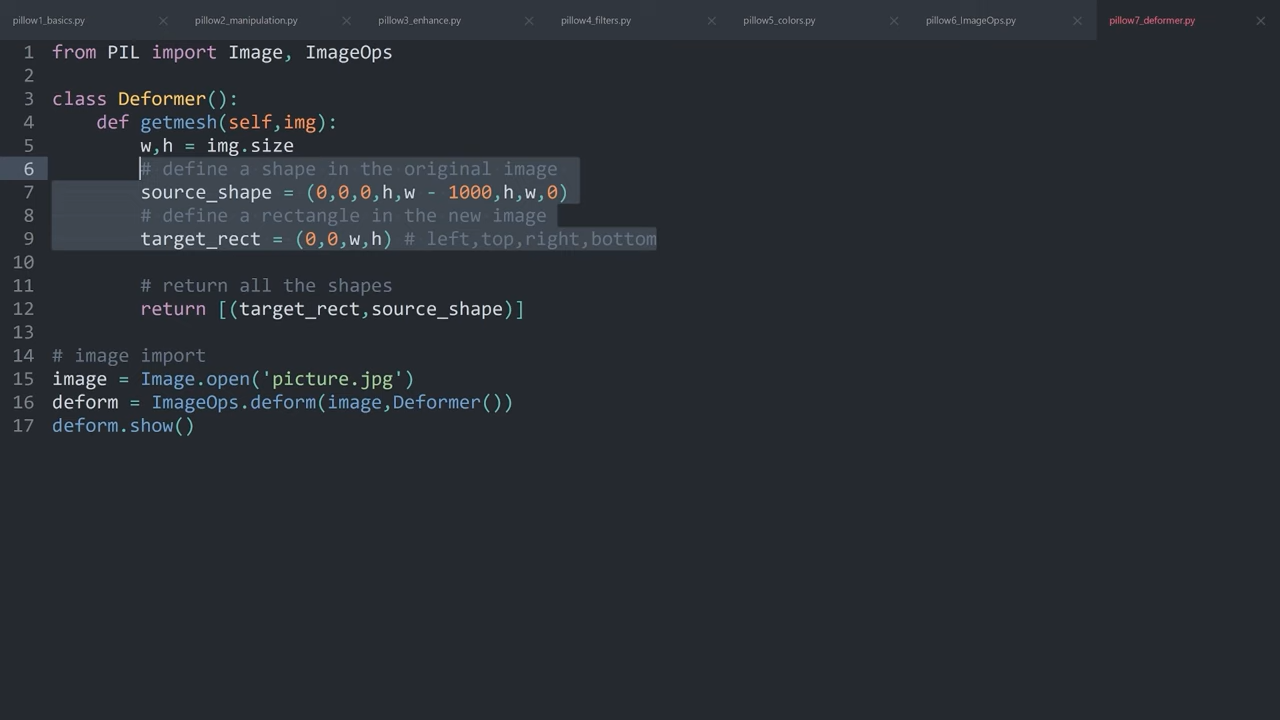 pillow1_basics.py pillow2_manipulation.py pillow3_enhance.py pillow4_filters.py pillow5_colors.py pillow6_ImageOps.py pillow7_deformer.py
1 from PIL import Image, ImageOps
2
3 class Deformer():
4 def getmesh(self,img):
5 w,h = img.size
6 # define a shape in the original image
7 source_shape = (0,0,0,h,w - 1000,h,w,0)
8 # define a rectangle in the new image
9 target_rect = (0,0,w,h) # left,top,right,bottom
10
11 # return all the shapes
12 return [(target_rect,source_shape)]
13
14 # image import
15 image = Image.open('picture.jpg')
16 deform = ImageOps.deform(image,Deformer())
17 deform.show()